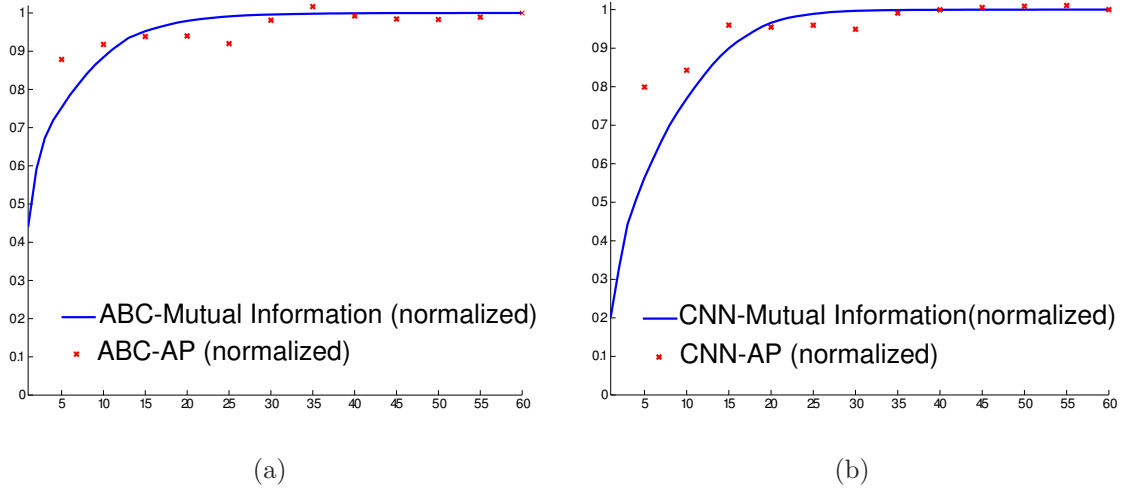 1
0.9
0.8
0.7
0.6
0.5
0.4
0.3
0.2
0.1
0
5 10 15 20 25 30 35 40 45 50 55 60
ABC-Mutual Information (normalized)
ABC-AP (normalized)
(a)
1
0.9
0.8
0.7
0.6
0.5
0.4
0.3
0.2
0.1
0
5 10 15 20 25 30 35 40 45 50 55 60
CNN-Mutual Information(normalized)
CNN-AP (normalized)
(b)